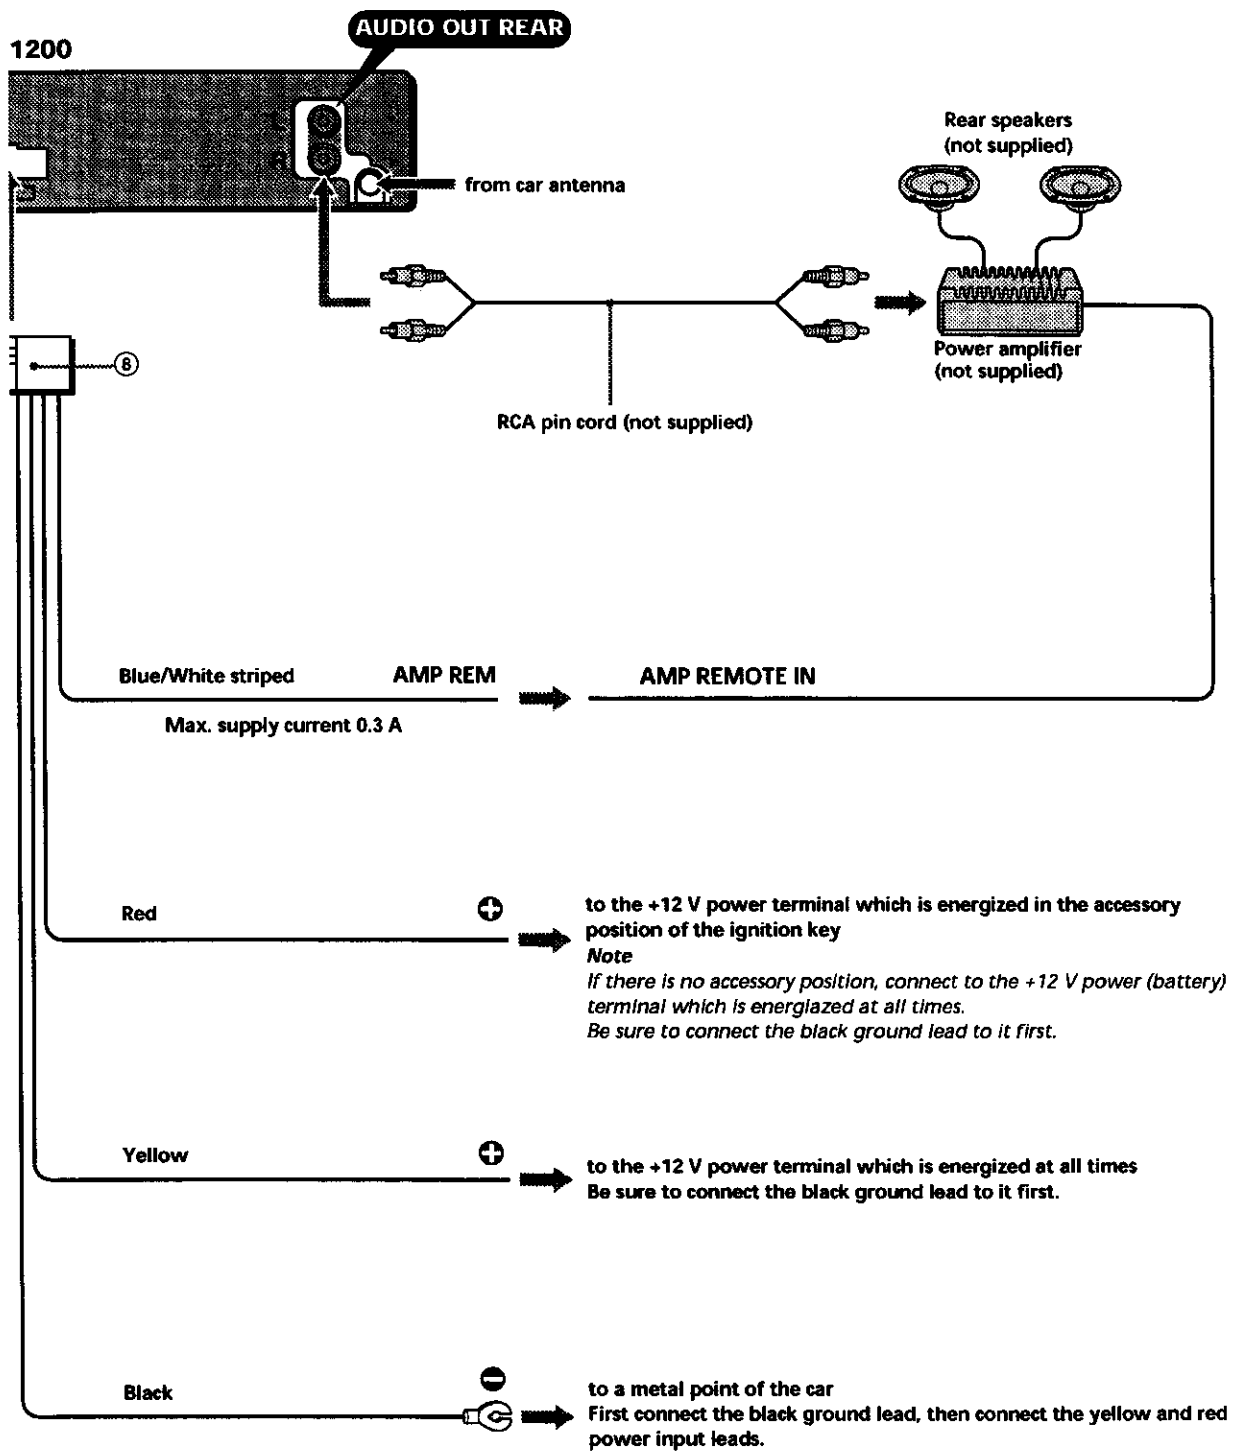 AUDIO OUT REAR
1200
L
R
from car antenna
Rear speakers
(not supplied)
Power amplifier
(not supplied)
8
RCA pin cord (not supplied)
Blue/White striped
AMP REM
AMP REMOTE IN
Max. supply current 0.3 A
Red
to the +12 V power terminal which is energized in the accessory
position of the ignition key
Note
If there is no accessory position, connect to the +12 V power (battery)
terminal which is energiazed at all times.
Be sure to connect the black ground lead to it first.
Yellow
to the +12 V power terminal which is energized at all times
Be sure to connect the black ground lead to it first.
Black
to a metal point of the car
First connect the black ground lead, then connect the yellow and red
power input leads.